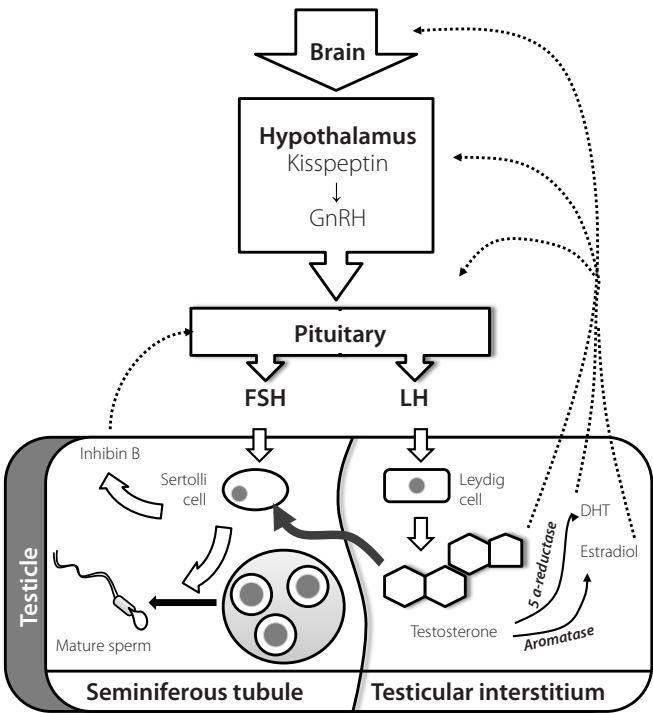 Brain
Hypothalamus
Kisspeptin
↓
GnRH
Pituitary
FSH
LH
Inhibin B
Sertolli
cell
Leydig
cell
DHT
Estradiol
5 a-reductase
Testicle
Mature sperm
Testosterone
Aromatase
Seminiferous tubule
Testicular interstitium